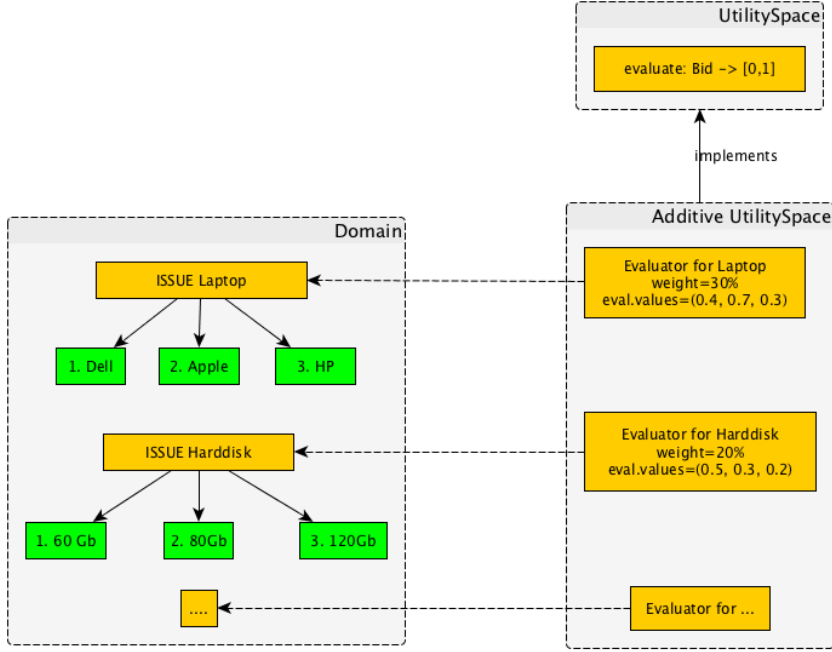 UtilitySpace
evaluate: Bid -> [0,1]
implements
Domain
ISSUE Laptop
1. Dell
2. Apple
3. HP
ISSUE Harddisk
1. 60 Gb
2. 80Gb
3. 120Gb
....
Additive UtilitySpace
Evaluator for Laptop
weight=30%
eval.values=(0.4, 0.7, 0.3)
Evaluator for Harddisk
weight=20%
eval.values=(0.5, 0.3, 0.2)
Evaluator for ...